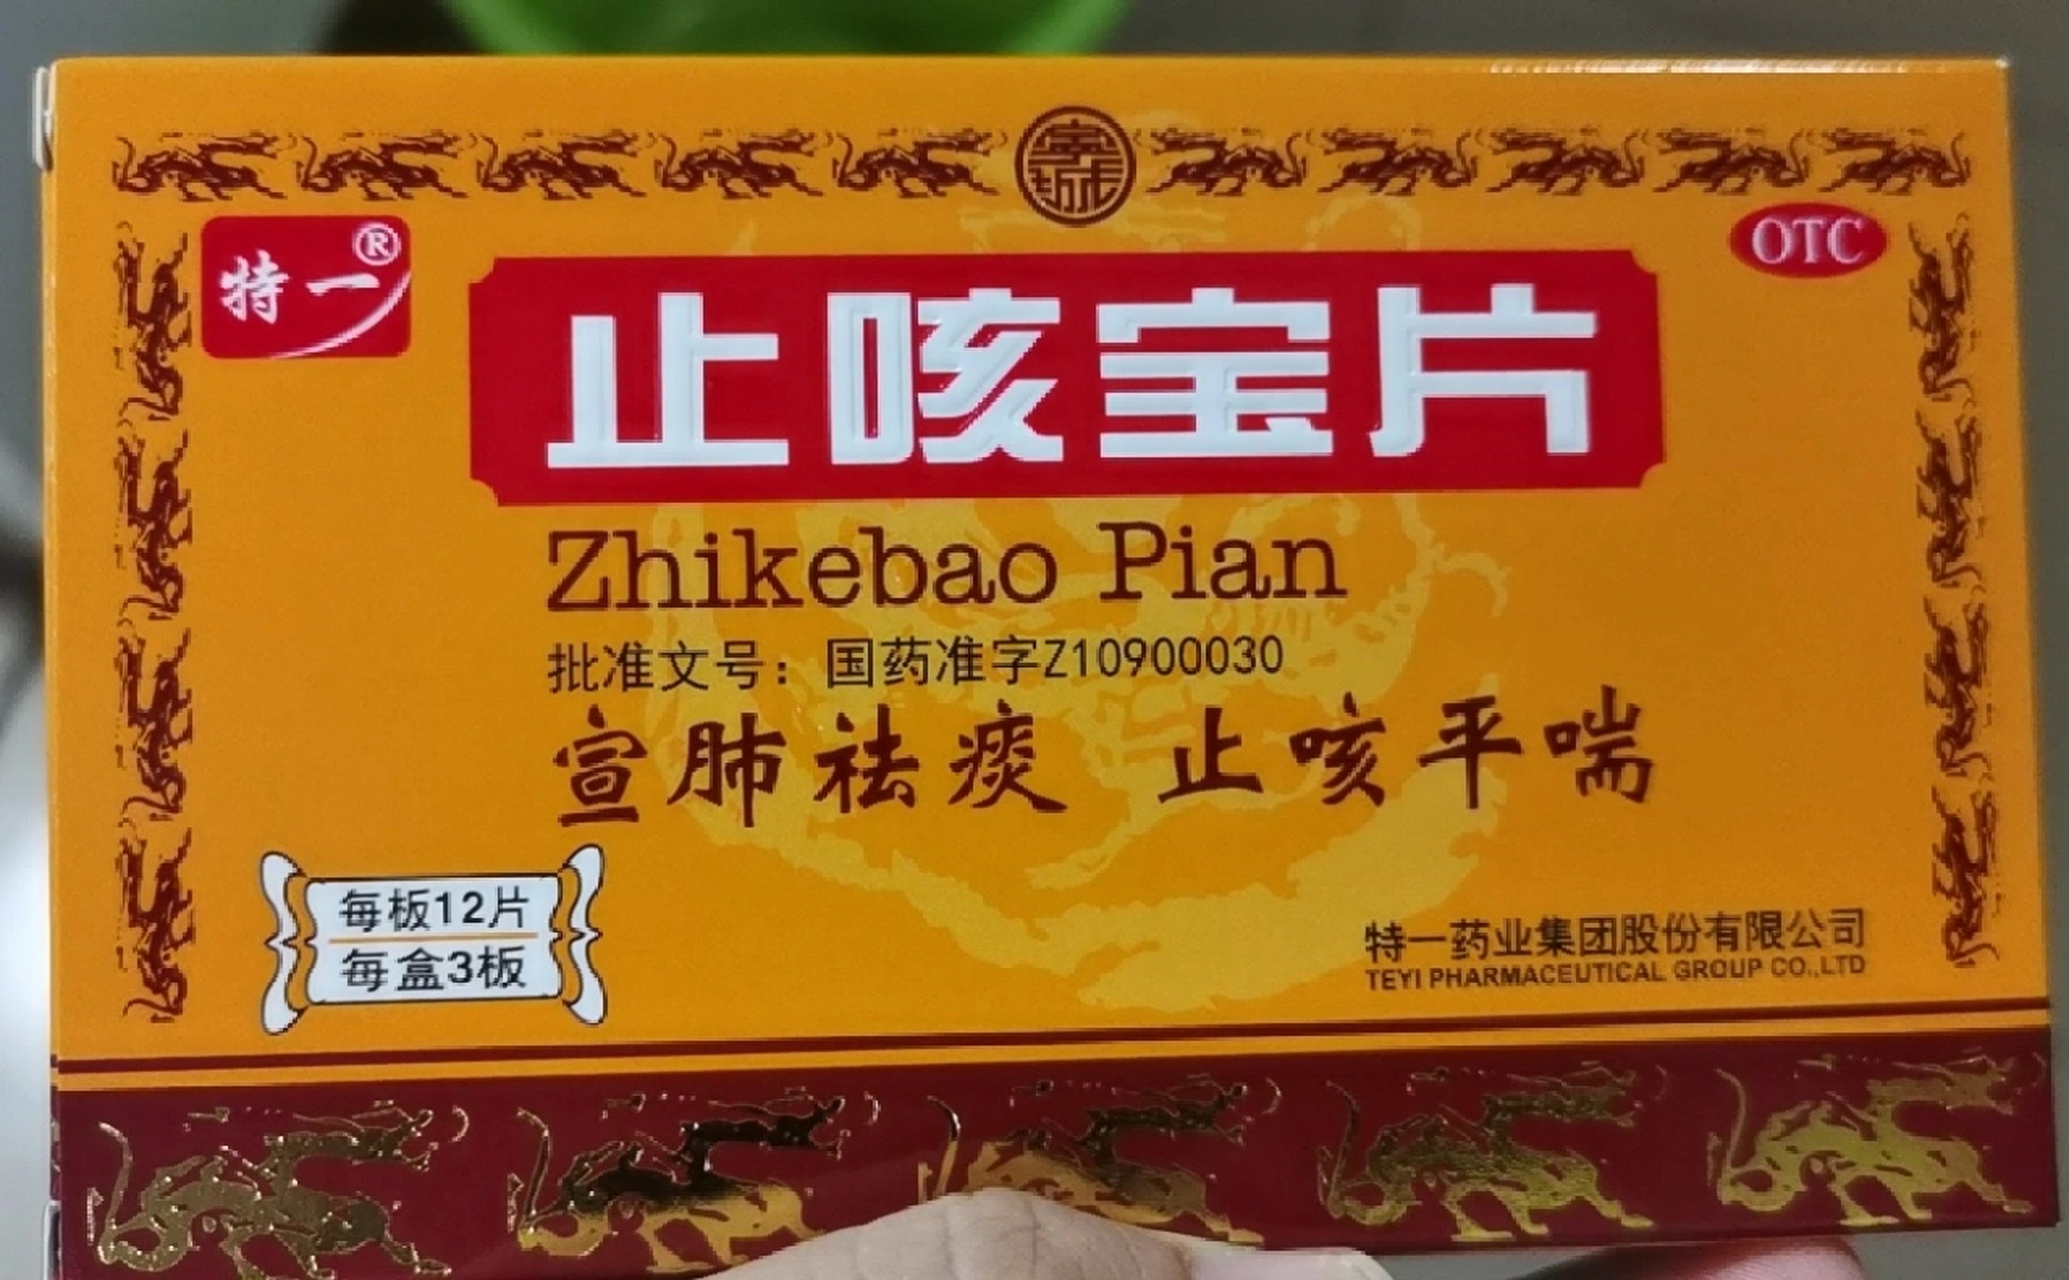 特一®
OTC
止咳宝片
Zhikebao Pian
批准文号：国药准字Z10900030
宣肺祛痰 止咳平喘
每板12片
每盒3板
特一药业集团股份有限公司
TEYI PHARMACEUTICAL GROUP CO.,LTD